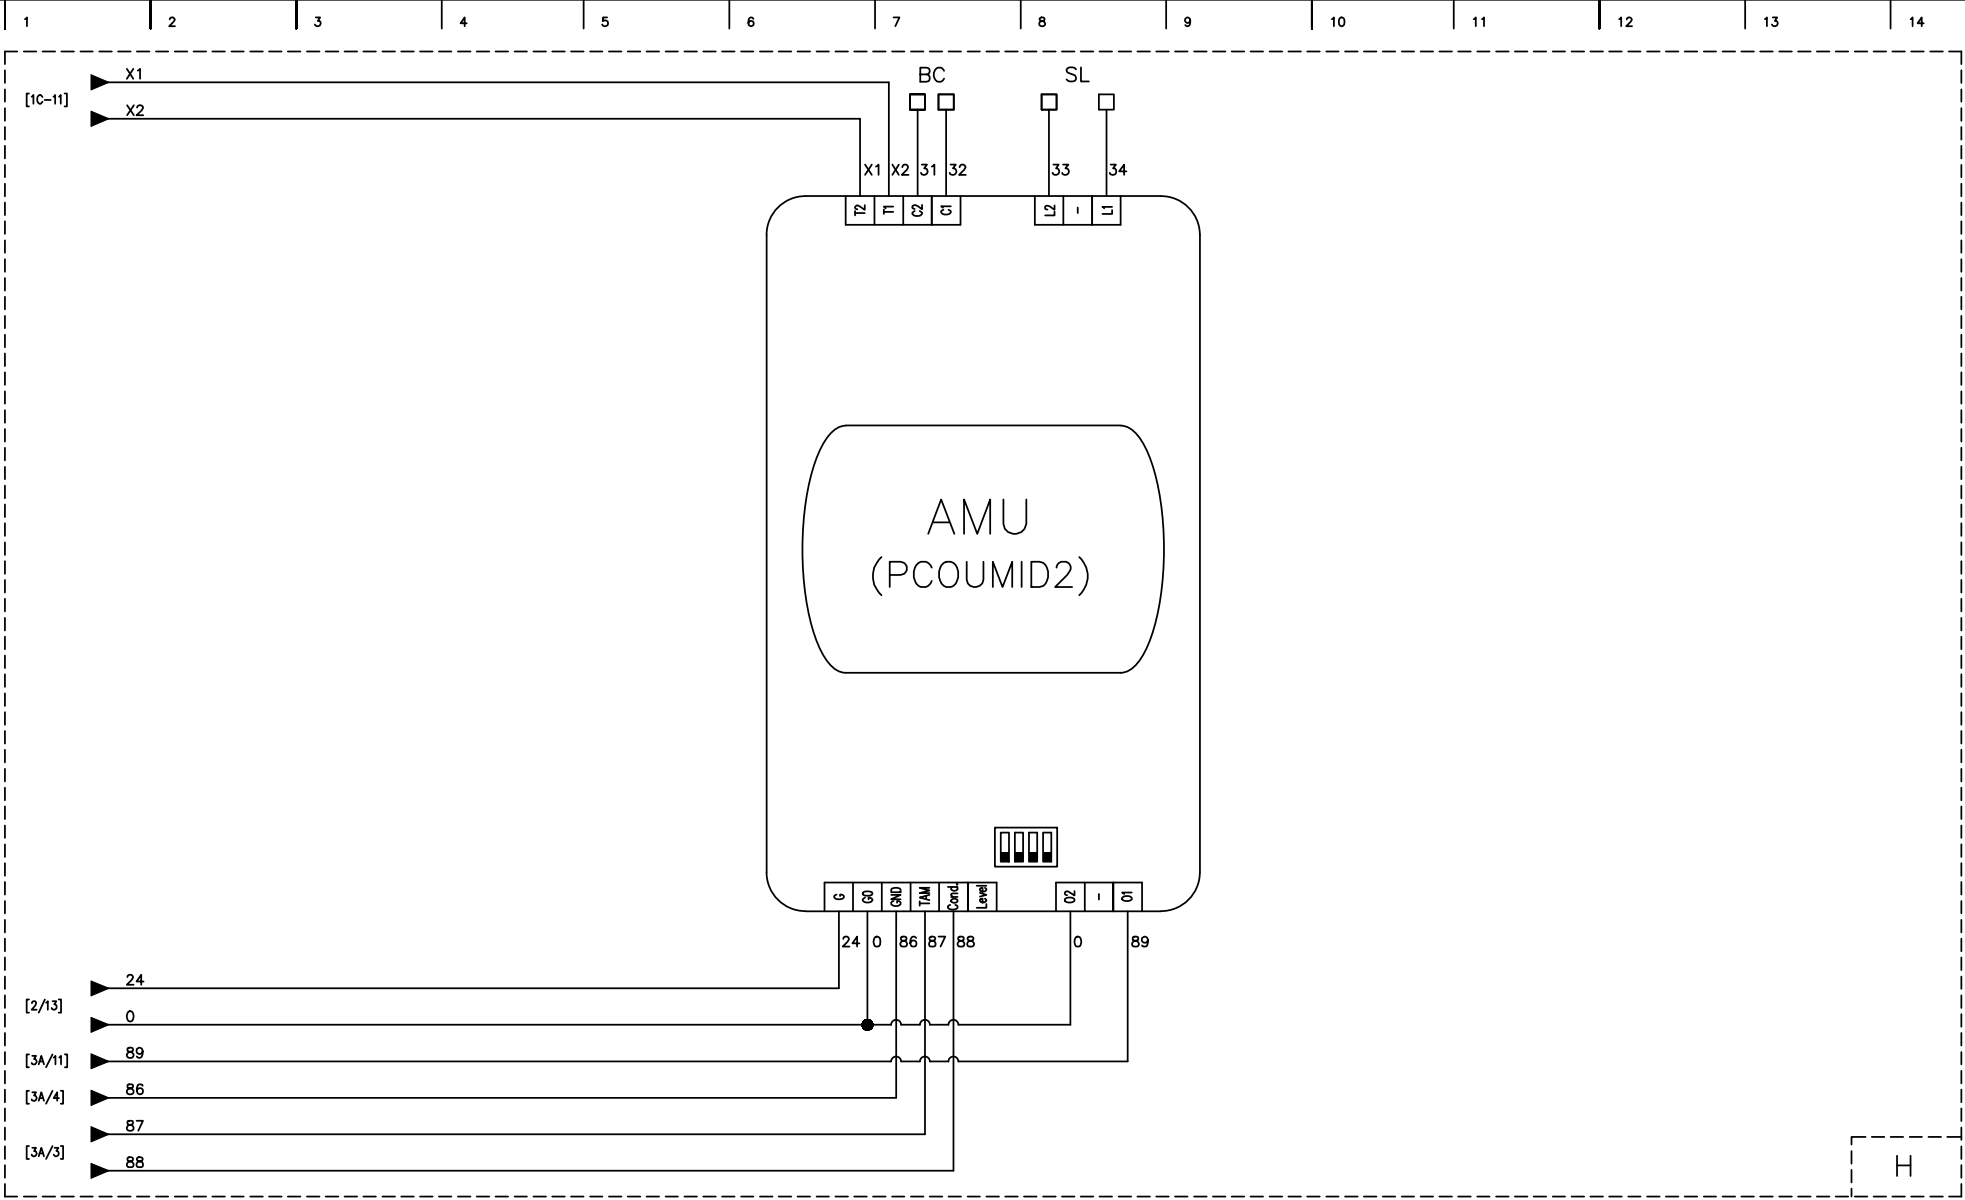 1 2 3 4 5 6 7 8 9 10 11 12 13 14
X1 BC SL
[1C-11]
X2
X1 X2 31 32 33 34
T2 T1 C2 C1 L2 - L1
AMU
(PCOUMID2)
G G0 GND TAM Cond. Level O2 - O1
24 0 86 87 88 0 89
24
[2/13]
0
[3A/11] 89
[3A/4] 86
87
[3A/3]
88
H